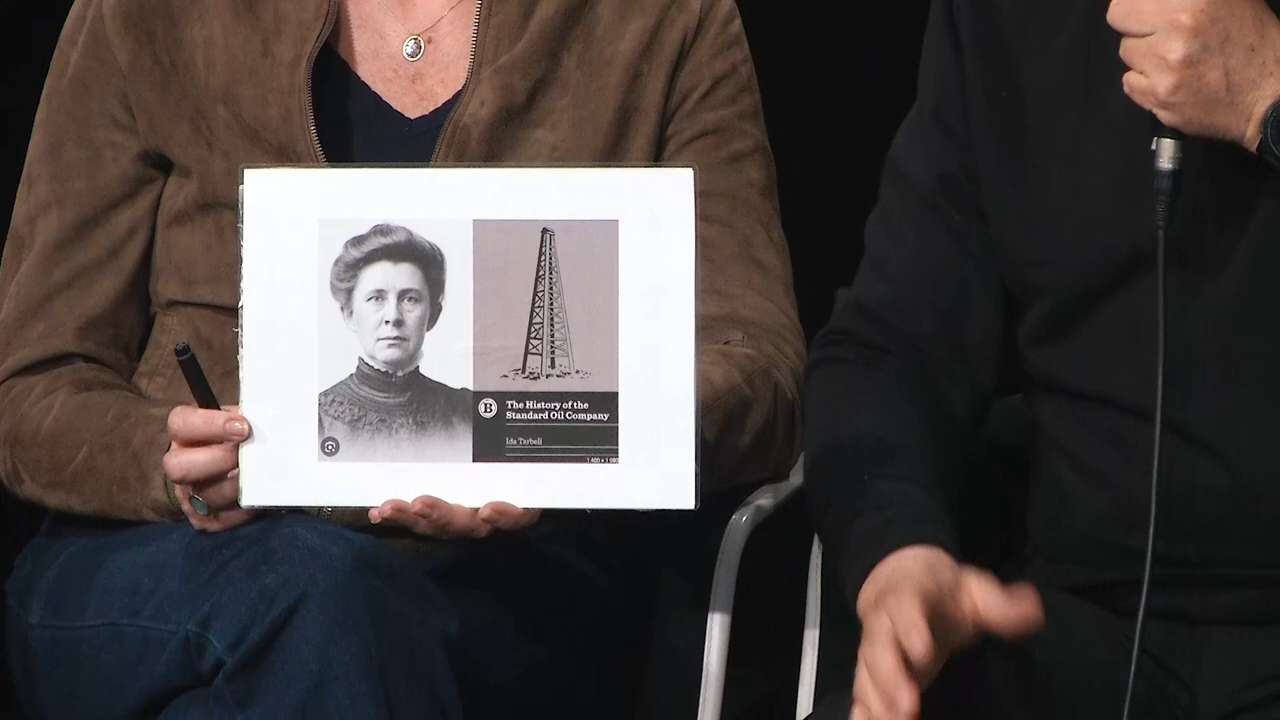 B
The History of the
Standard Oil Company
Ida Tarbell